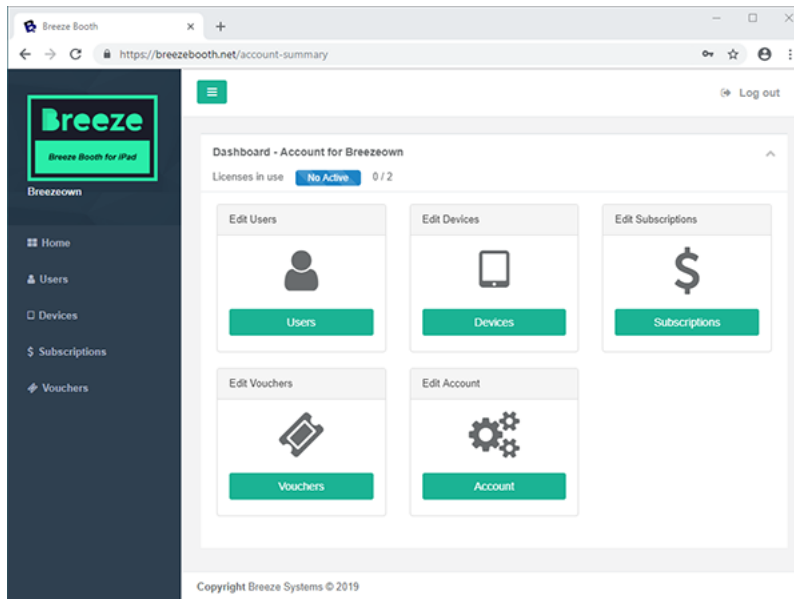 Breeze Booth
https://breezebooth.net/account-summary
Breeze
Breeze Booth for iPad
Breezeown
Home
Users
Devices
$ Subscriptions
Vouchers
Log out
Dashboard - Account for Breezeown
Licenses in use No Active 0 / 2
Edit Users
Users
Edit Devices
Devices
Edit Subscriptions
$
Subscriptions
Edit Vouchers
Vouchers
Edit Account
Account
Copyright Breeze Systems © 2019